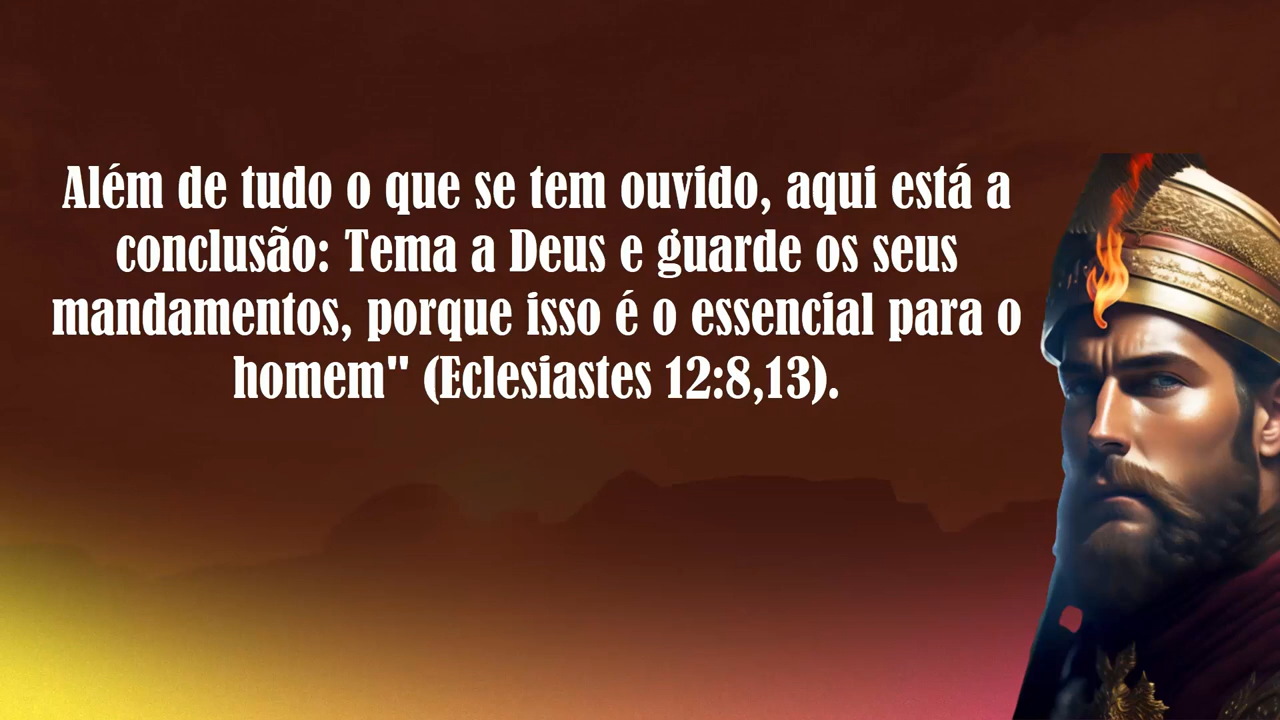 Além de tudo o que se tem ouvido, aqui está a
conclusão: Tema a Deus e guarde os seus
mandamentos, porque isso é o essencial para o
homem" (Eclesiastes 12:8,13).